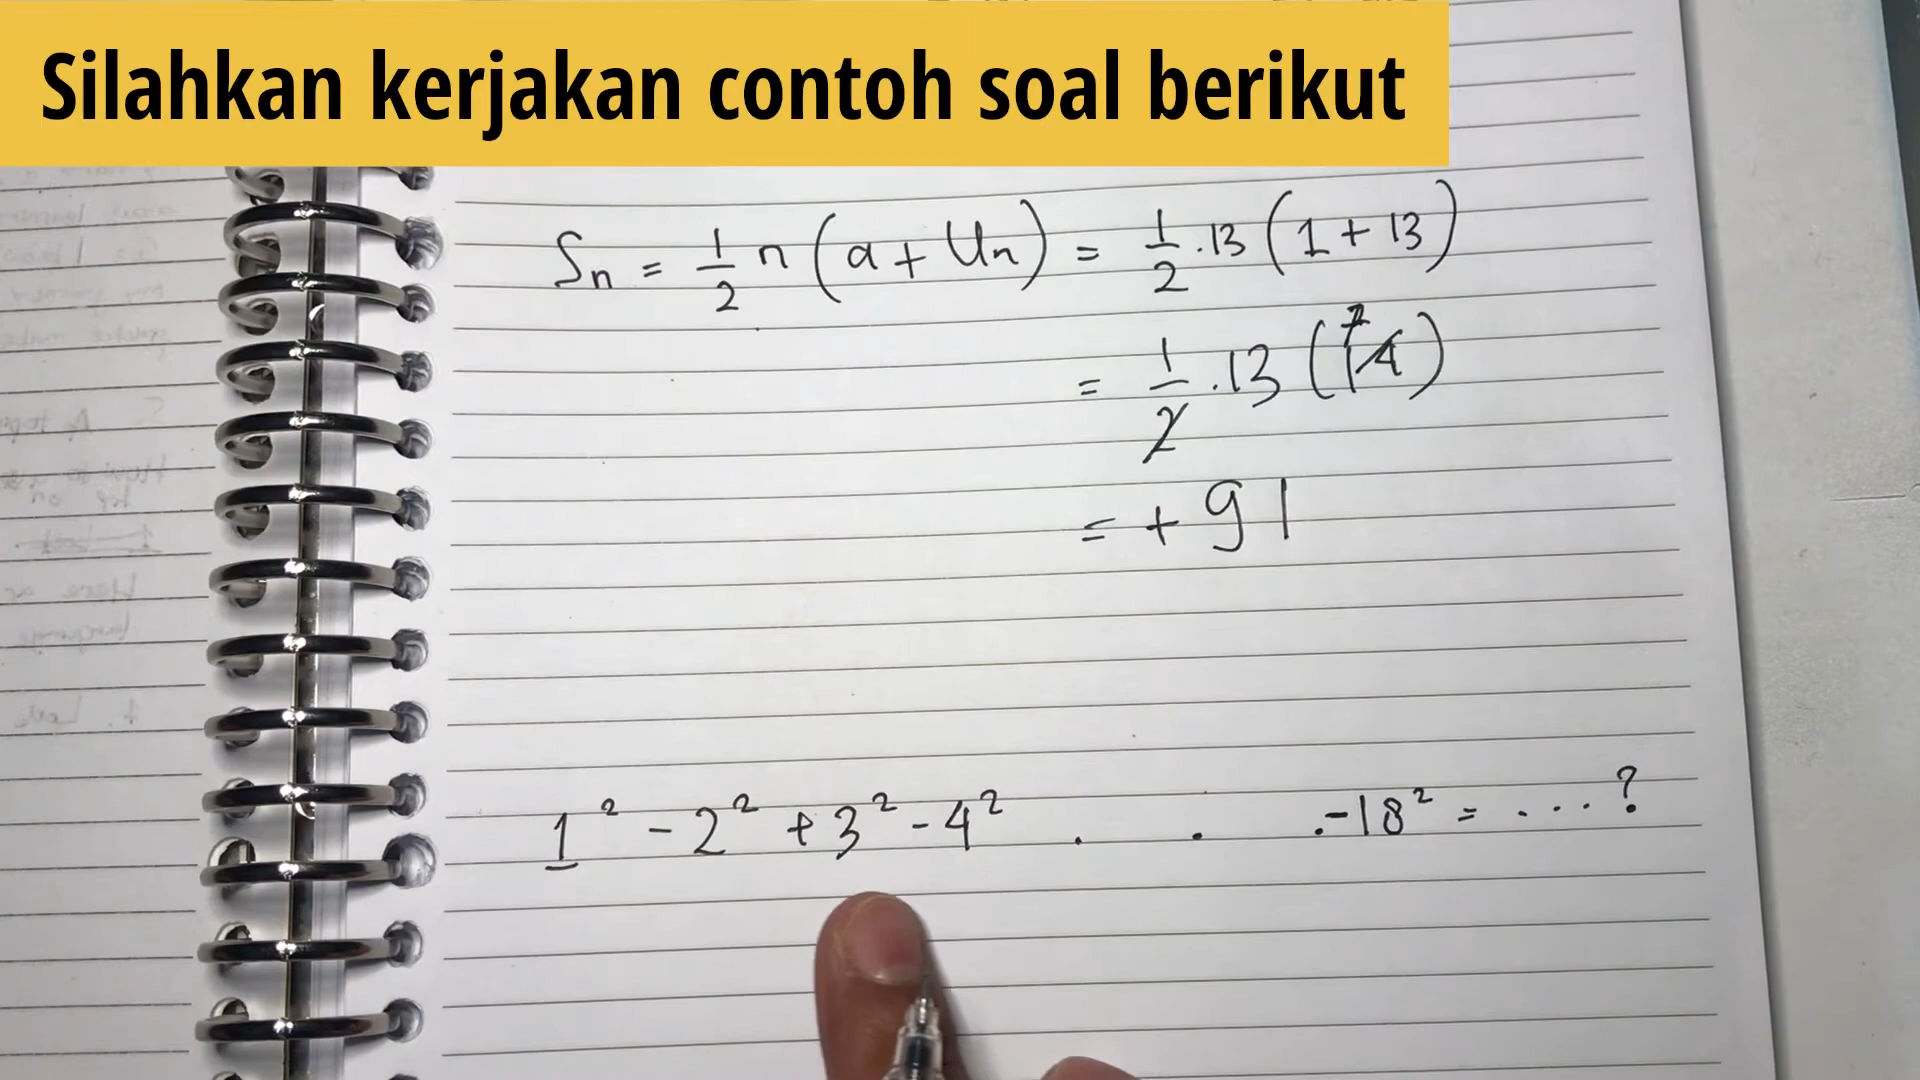 Silahkan kerjakan contoh soal berikut
Sn = 1/2 n (a + Un) = 1/2 . 13 (1 + 13)
= 1/2 . 13 (14) 7
= + 91
1² - 2² + 3² - 4² . . . - 18² = .... ?